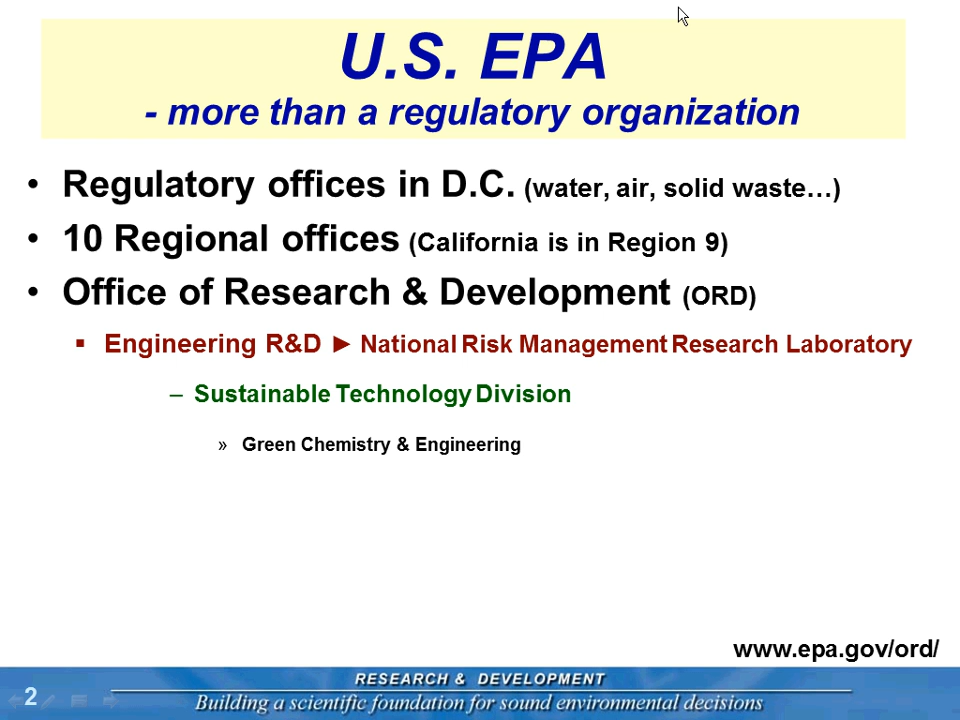 U.S. EPA
- more than a regulatory organization
• Regulatory offices in D.C. (water, air, solid waste…)
• 10 Regional offices (California is in Region 9)
• Office of Research & Development (ORD)
▪ Engineering R&D ► National Risk Management Research Laboratory
– Sustainable Technology Division
» Green Chemistry & Engineering
www.epa.gov/ord/
RESEARCH & DEVELOPMENT
2
Building a scientific foundation for sound environmental decisions